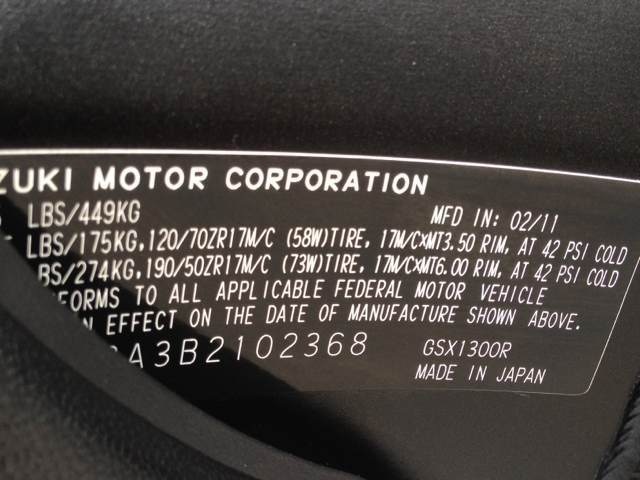 ZUKI MOTOR CORPORATION
LBS/449KG MFD IN: 02/11
LBS/175KG,120/70ZR17M/C (58W)TIRE, 17M/C×MT3.50 RIM, AT 42 PSI COLD
BS/274KG,190/50ZR17M/C (73W)TIRE, 17M/C×MT6.00 RIM, AT 42 PSI COLD
FORMS TO ALL APPLICABLE FEDERAL MOTOR VEHICLE
N EFFECT ON THE DATE OF MANUFACTURE SHOWN ABOVE.
A3B2102368 GSX1300R
MADE IN JAPAN